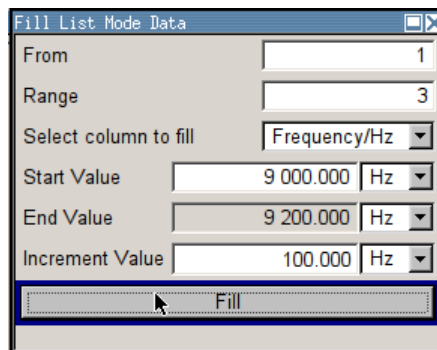 Fill List Mode Data
From 1
Range 3
Select column to fill Frequency/Hz
Start Value 9 000.000 Hz
End Value 9 200.000 Hz
Increment Value 100.000 Hz
Fill